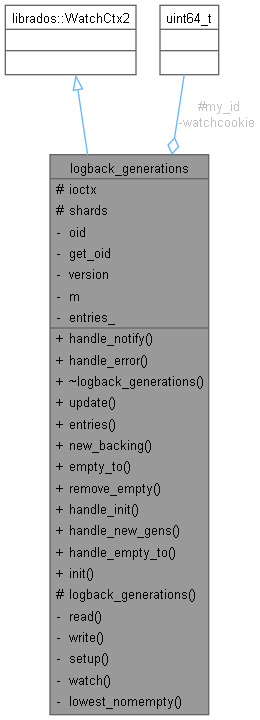 librados::WatchCtx2
uint64_t
#my_id
-watchcookie
logback_generations
# ioctx
# shards
- oid
- get_oid
- version
- m
- entries_
+ handle_notify()
+ handle_error()
+ ~logback_generations()
+ update()
+ entries()
+ new_backing()
+ empty_to()
+ remove_empty()
+ handle_init()
+ handle_new_gens()
+ handle_empty_to()
+ init()
# logback_generations()
- read()
- write()
- setup()
- watch()
- lowest_nomempty()